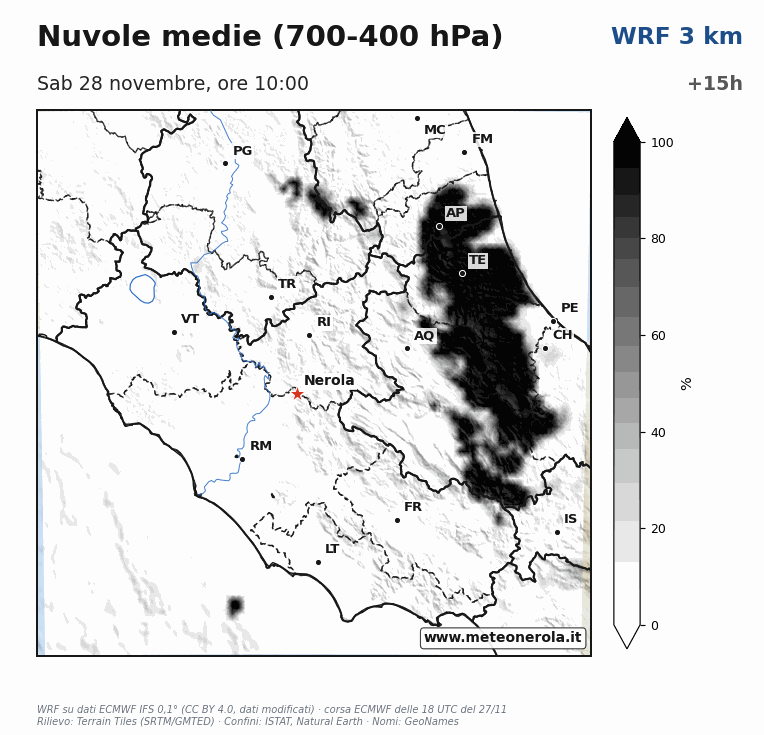 Nuvole medie (700-400 hPa)
WRF 3 km
Sab 28 novembre, ore 10:00
+15h
MC
FM
PG
AP
TE
TR
PE
VT
RI
AQ
CH
Nerola
RM
FR
IS
LT
www.meteonerola.it
100
80
60
40
20
0
%
WRF su dati ECMWF IFS 0,1° (CC BY 4.0, dati modificati) · corsa ECMWF delle 18 UTC del 27/11
Rilievo: Terrain Tiles (SRTM/GMTED) · Confini: ISTAT, Natural Earth · Nomi: GeoNames